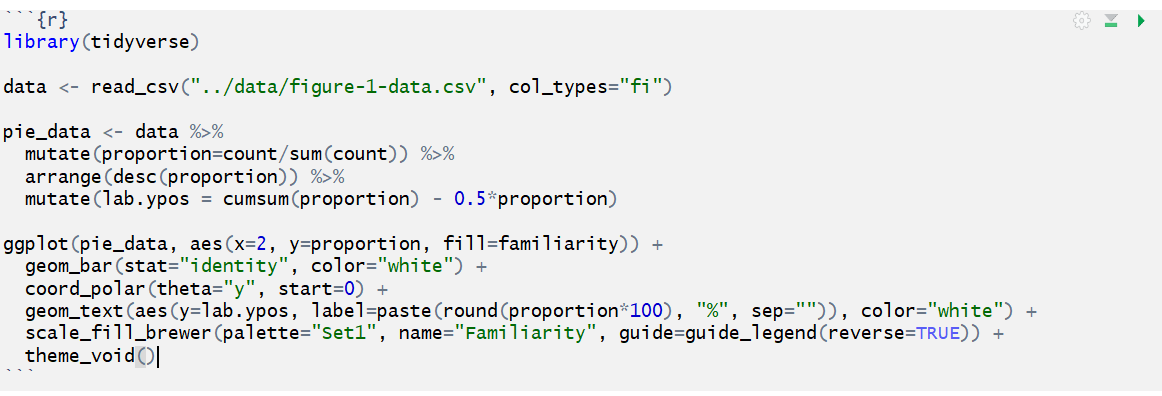 ```{r}
library(tidyverse)
data <- read_csv("../data/figure-1-data.csv", col_types="fi")
pie_data <- data %>%
  mutate(proportion=count/sum(count)) %>%
  arrange(desc(proportion)) %>%
  mutate(lab.ypos = cumsum(proportion) - 0.5*proportion)
ggplot(pie_data, aes(x=2, y=proportion, fill=familiarity)) +
  geom_bar(stat="identity", color="white") +
  coord_polar(theta="y", start=0) +
  geom_text(aes(y=lab.ypos, label=paste(round(proportion*100), "%", sep="")), color="white") +
  scale_fill_brewer(palette="Set1", name="Familiarity", guide=guide_legend(reverse=TRUE)) +
  theme_void()
```